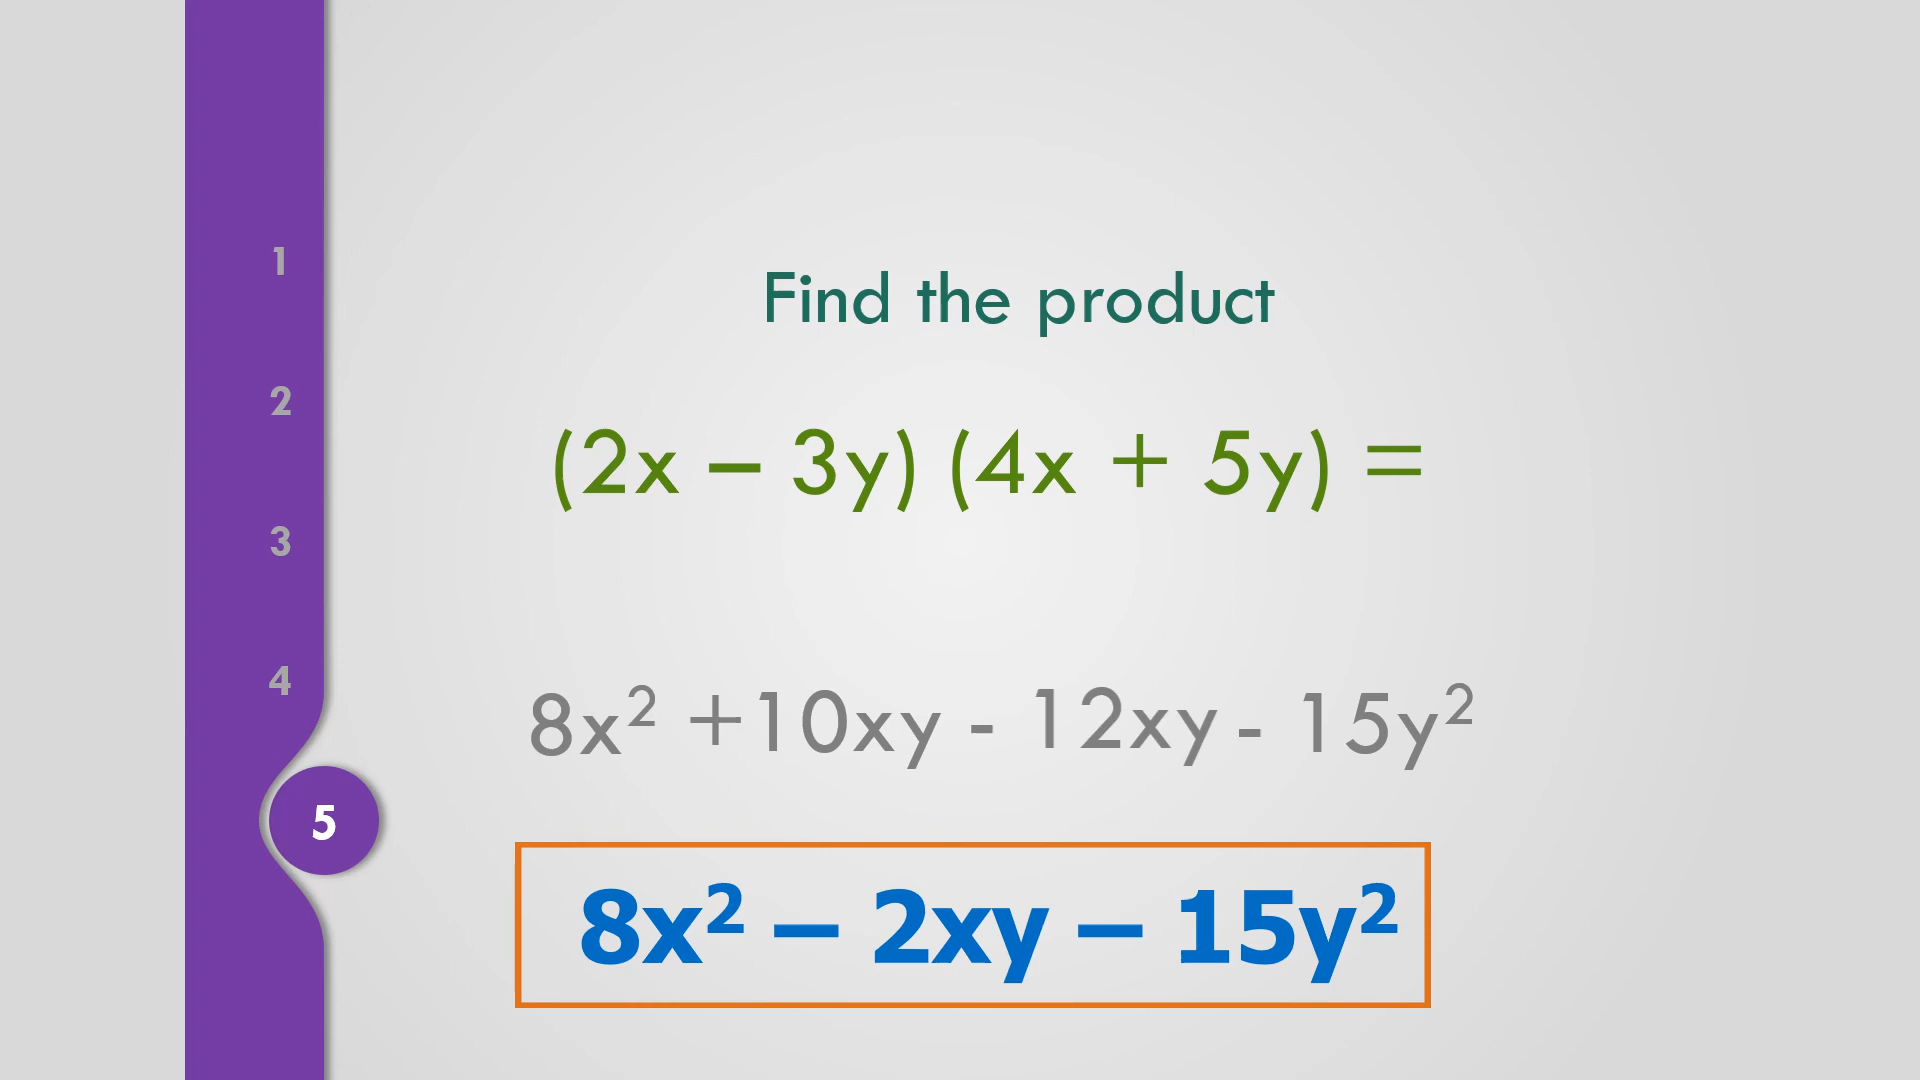 1
2
3
4
5
Find the product
(2x – 3y) (4x + 5y) =
8x² +10xy - 12xy - 15y²
8x² – 2xy – 15y²